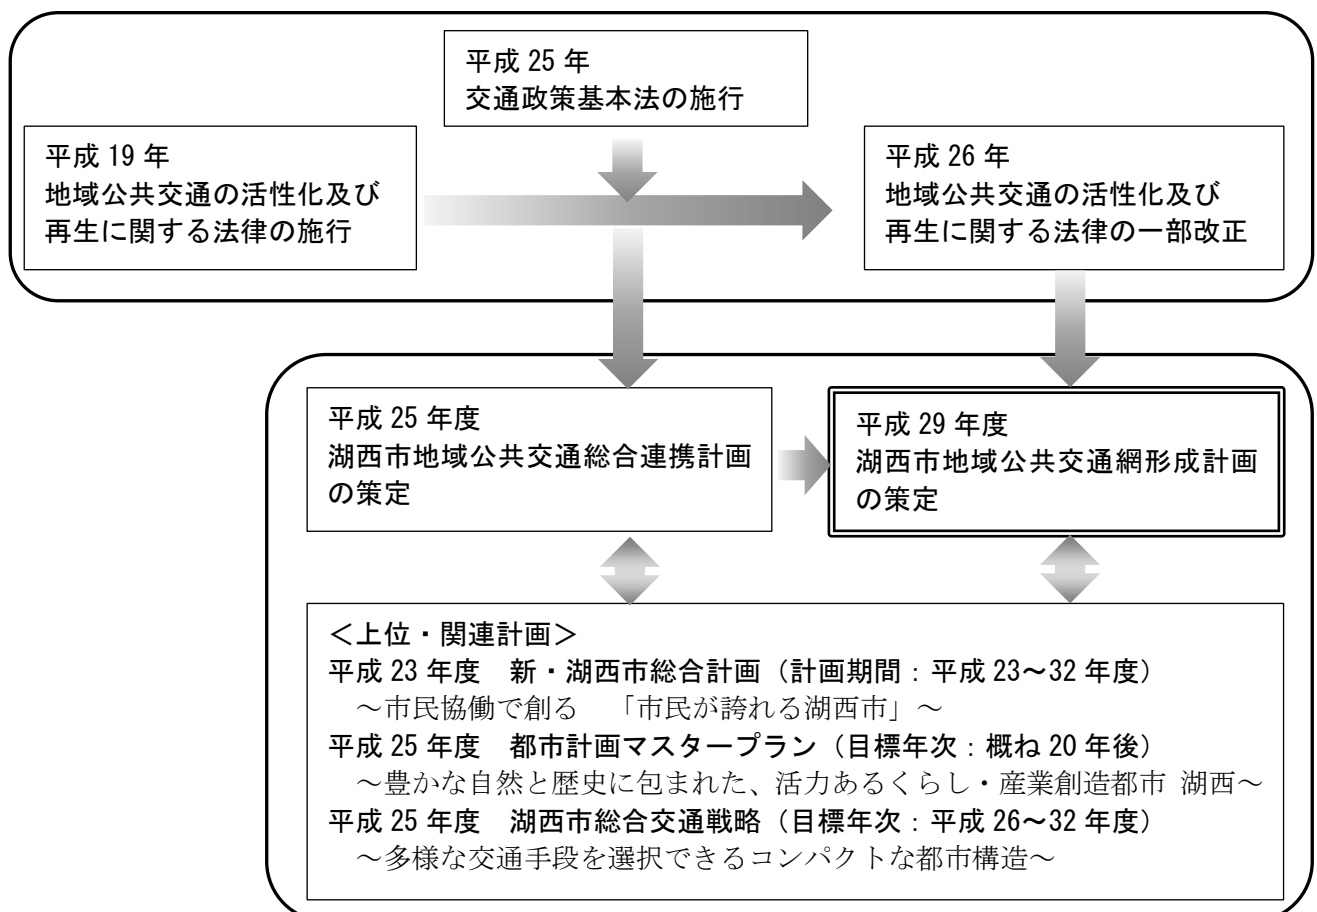 平成 25 年
交通政策基本法の施行
平成 19 年
地域公共交通の活性化及び
再生に関する法律の施行
平成 26 年
地域公共交通の活性化及び
再生に関する法律の一部改正
平成 25 年度
湖西市地域公共交通総合連携計画
の策定
平成 29 年度
湖西市地域公共交通網形成計画
の策定
＜上位・関連計画＞
平成 23 年度　新・湖西市総合計画（計画期間：平成 23～32 年度）
～市民協働で創る　「市民が誇れる湖西市」～
平成 25 年度　都市計画マスタープラン（目標年次：概ね 20 年後）
～豊かな自然と歴史に包まれた、活力あるくらし・産業創造都市 湖西～
平成 25 年度　湖西市総合交通戦略（目標年次：平成 26～32 年度）
～多様な交通手段を選択できるコンパクトな都市構造～